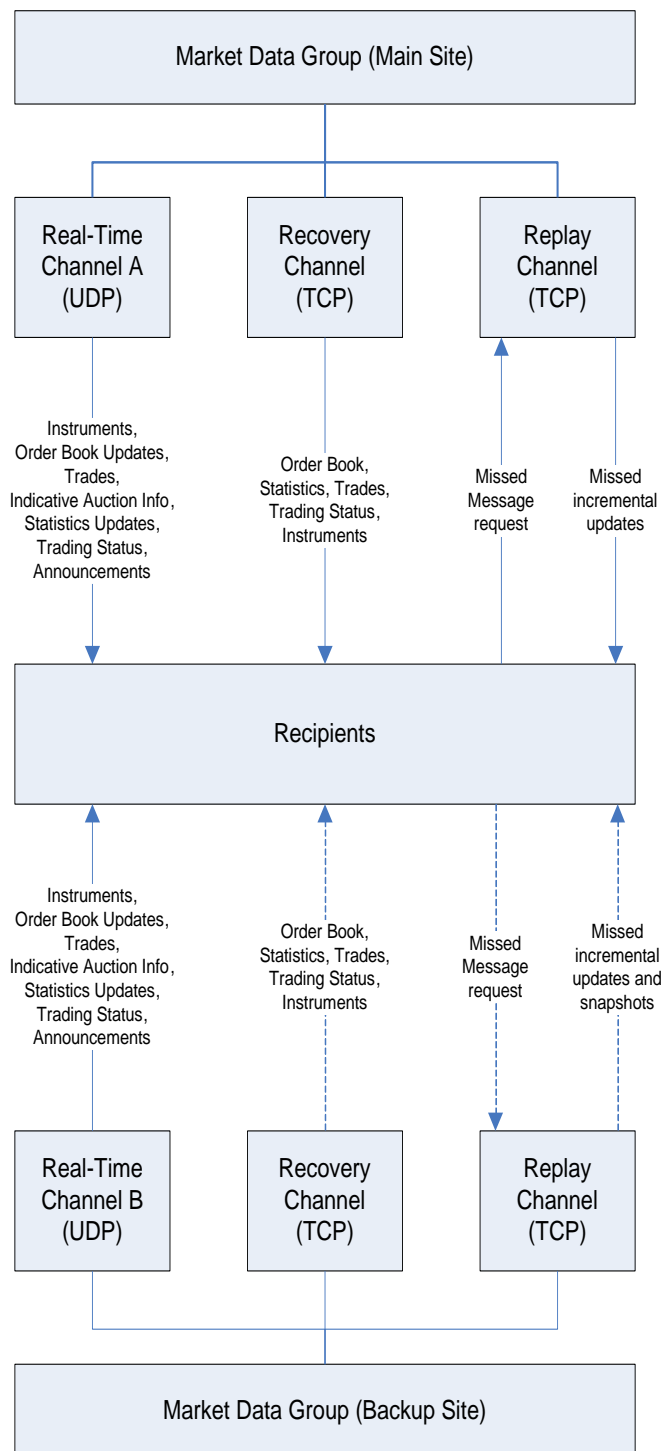 Market Data Group (Main Site)
Real-Time
Channel A
(UDP)
Recovery
Channel
(TCP)
Replay
Channel
(TCP)
Instruments,
Order Book Updates,
Trades,
Indicative Auction Info,
Statistics Updates,
Trading Status,
Announcements
Order Book,
Statistics, Trades,
Trading Status,
Instruments
Missed
Message
request
Missed
incremental
updates
Recipients
Instruments,
Order Book Updates,
Trades,
Indicative Auction Info,
Statistics Updates,
Trading Status,
Announcements
Order Book,
Statistics, Trades,
Trading Status,
Instruments
Missed
Message
request
Missed
incremental
updates and
snapshots
Real-Time
Channel B
(UDP)
Recovery
Channel
(TCP)
Replay
Channel
(TCP)
Market Data Group (Backup Site)